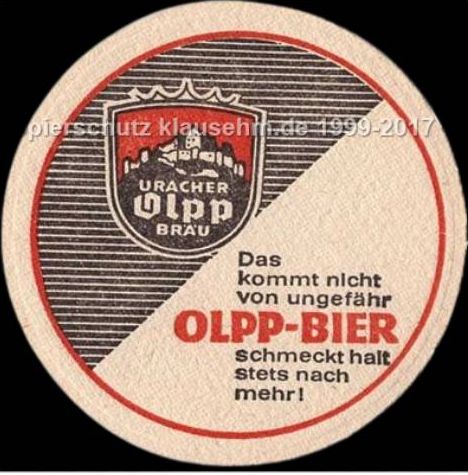 pierschutz klausehm.de 1999-2017
URACHER
Olpp
BRÄU
Das
kommt nicht
von ungefähr
OLPP-BIER
schmeckt halt
stets nach
mehr!